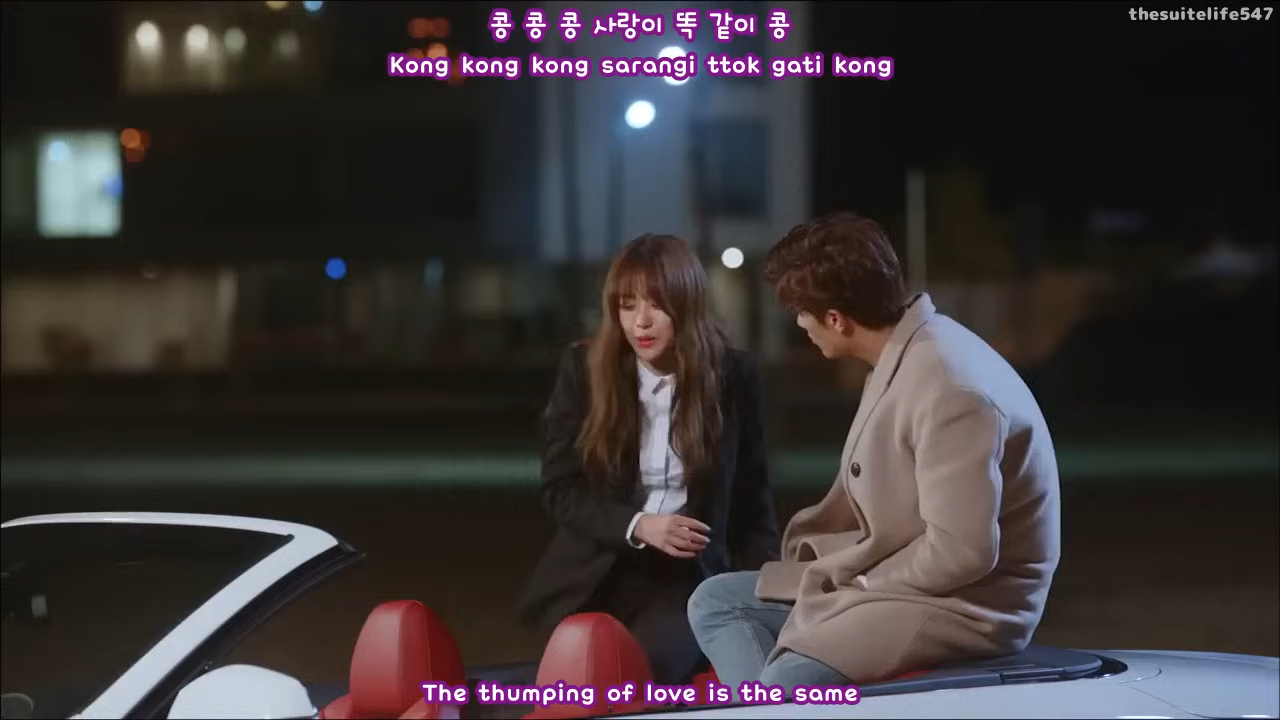 thesuitelife547
콩 콩 콩 사랑이 똑 같이 콩
Kong kong kong sarangi ttok gati kong
The thumping of love is the same